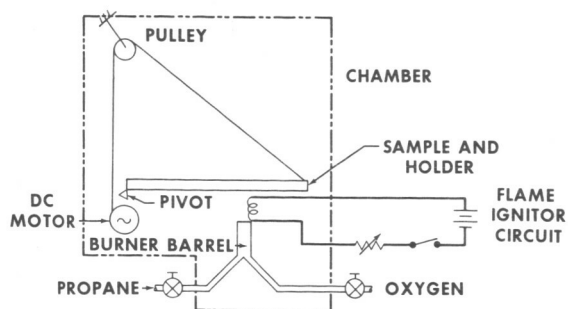 PULLEY
CHAMBER
SAMPLE AND
HOLDER
PIVOT
DC
MOTOR
FLAME
IGNITOR
CIRCUIT
BURNER BARREL
PROPANE
OXYGEN